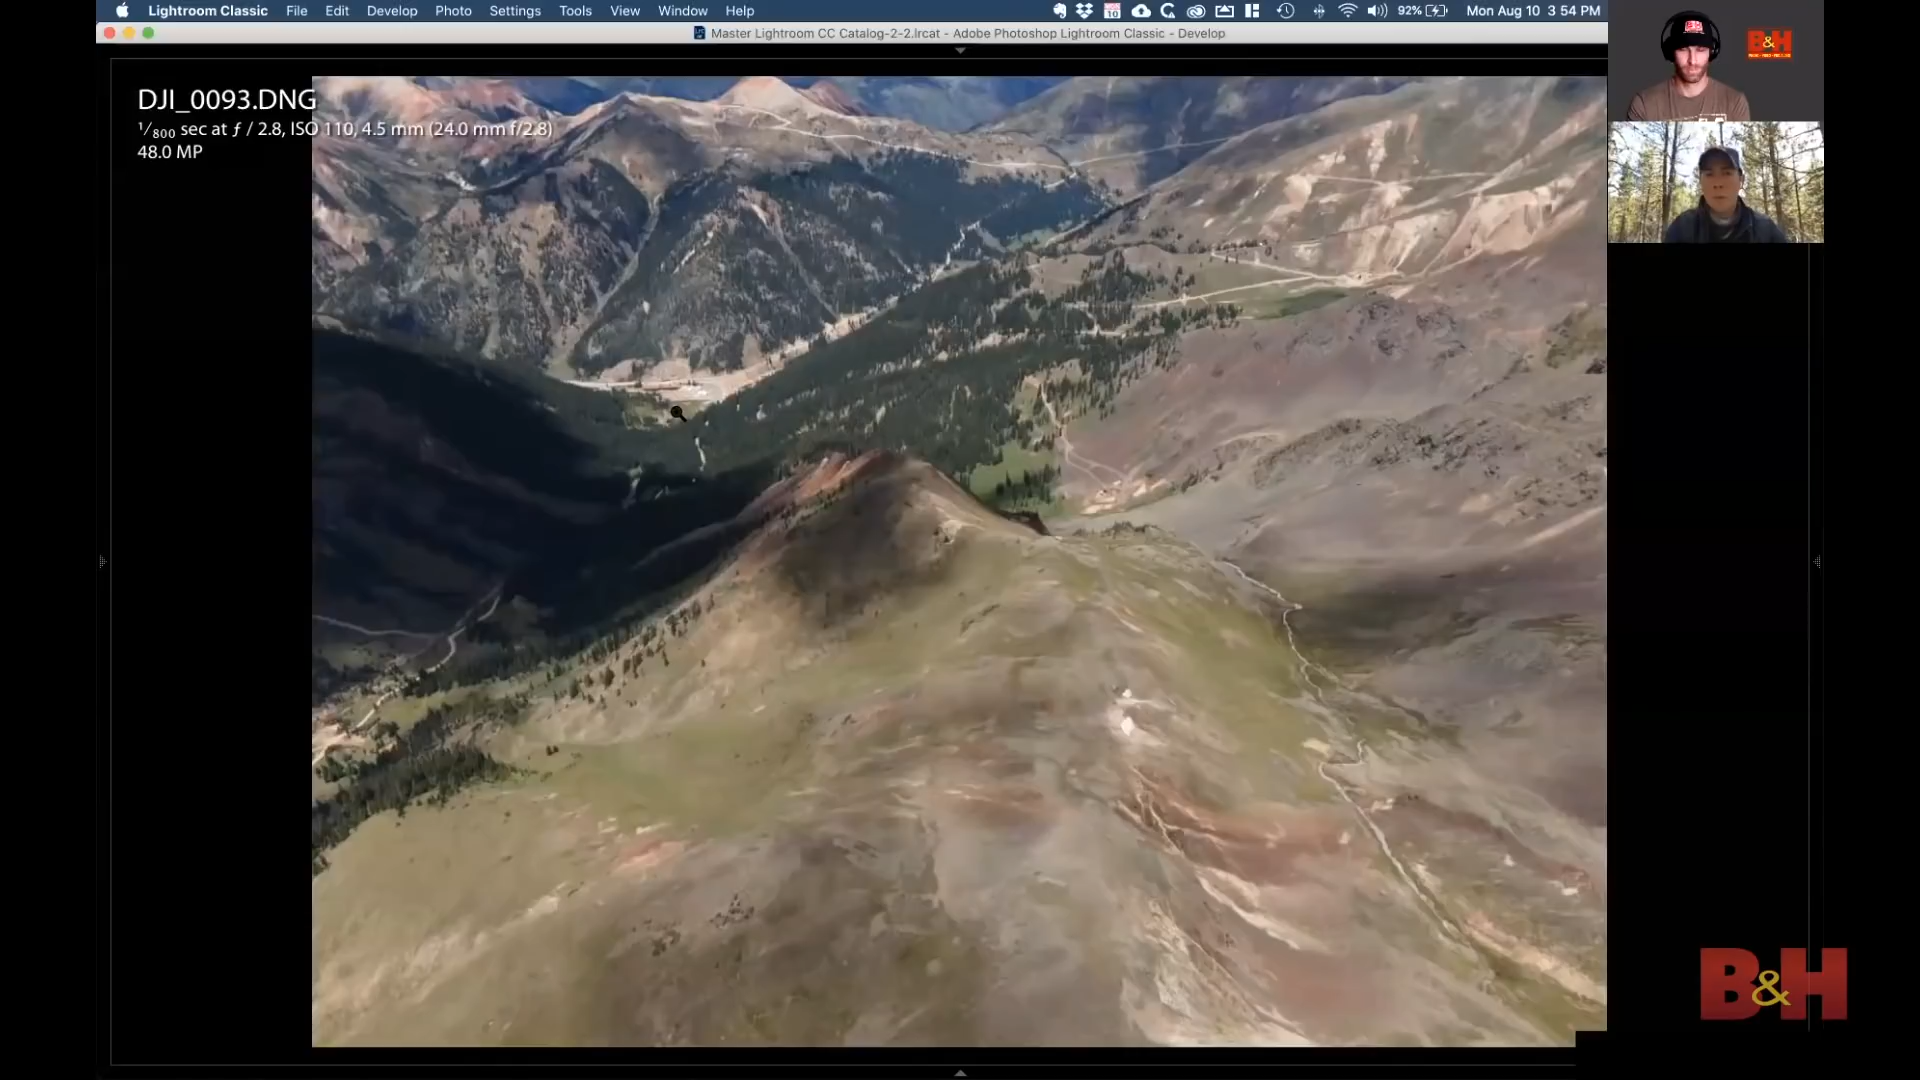 Lightroom Classic File Edit Develop Photo Settings Tools View Window Help 92% Mon Aug 10 3:54 PM
Master Lightroom CC Catalog-2-2.lrcat - Adobe Photoshop Lightroom Classic - Develop
DJI_0093.DNG
1/800 sec at ƒ / 2.8, ISO 110, 4.5 mm (24.0 mm f/2.8)
48.0 MP
B&H
B&H